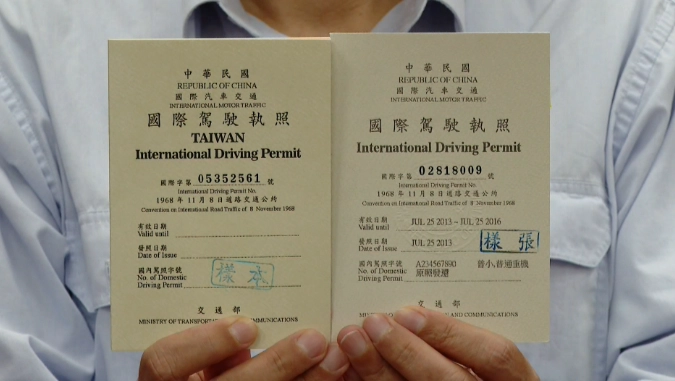 中華民國
REPUBLIC OF CHINA
國際汽車交通
INTERNATIONAL MOTOR TRAFFIC
國際駕駛執照
TAIWAN
International Driving Permit
國際字第 05352561 號
International Driving Permit No.
1968 年 11 月 8 日道路交通公約
Convention on International Road Traffic of 8 November 1968
有效日期
Valid until
發照日期
Date of Issue
國內駕照字號
No. of Domestic
Driving Permit
樣本
交通部
MINISTRY OF TRANSPORTATION COMMUNICATIONS
中華民國
REPUBLIC OF CHINA
國際汽車交通
INTERNATIONAL MOTOR TRAFFIC
國際駕駛執照
International Driving Permit
國際字第 02818009 號
International Driving Permit No.
1968 年 11 月 8 日道路交通公約
Convention on International Road Traffic of 8 November 1968
有效日期 JUL 25 2013 ~ JUL 25 2016
Valid until
發照日期 JUL 25 2013 樣張
Date of Issue
國內駕照字號 A234567890 普小,普通重機
No. of Domestic
Driving Permit
交通部
AND COMMUNICATIONS